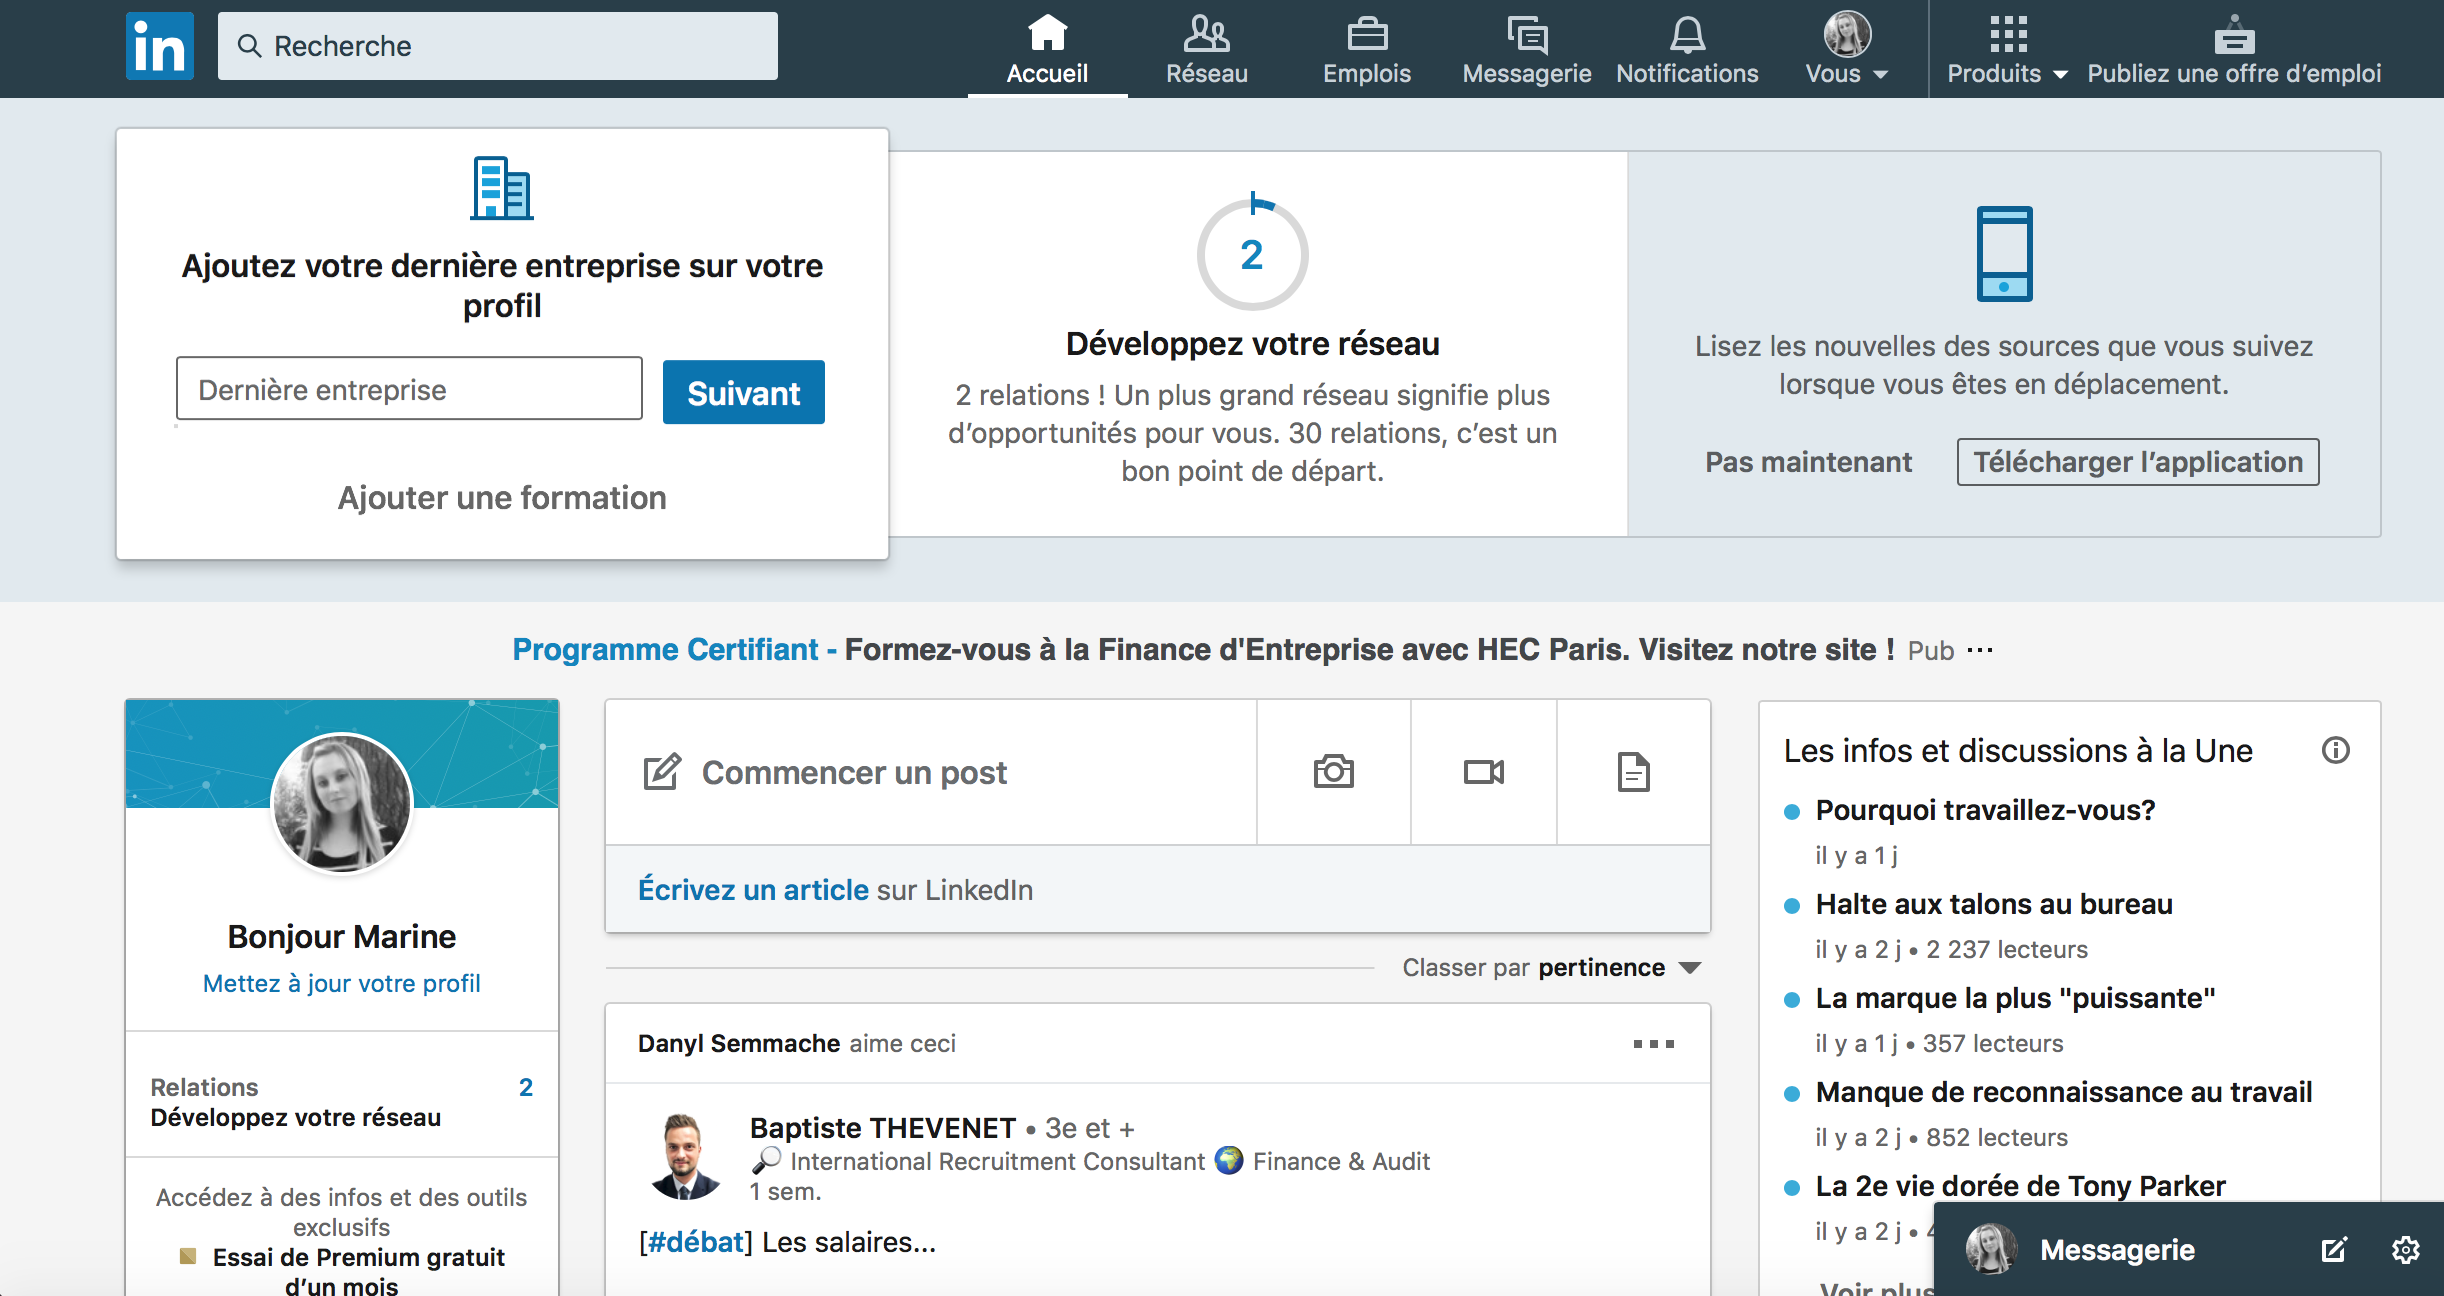 in
Recherche
Accueil
Réseau
Emplois
Messagerie
Notifications
Vous
Produits
Publiez une offre d’emploi
Ajoutez votre dernière entreprise sur votre
profil
Dernière entreprise
Suivant
Ajouter une formation
2
Développez votre réseau
2 relations ! Un plus grand réseau signifie plus
d’opportunités pour vous. 30 relations, c’est un
bon point de départ.
Lisez les nouvelles des sources que vous suivez
lorsque vous êtes en déplacement.
Pas maintenant
Télécharger l’application
Programme Certifiant - Formez-vous à la Finance d'Entreprise avec HEC Paris. Visitez notre site ! Pub ...
Bonjour Marine
Mettez à jour votre profil
Relations 2
Développez votre réseau
Accédez à des infos et des outils
exclusifs
Essai de Premium gratuit
d’un mois
Commencer un post
Écrivez un article sur LinkedIn
Classer par pertinence
Danyl Semmache aime ceci
Baptiste THEVENET • 3e et +
🔎 International Recruitment Consultant 🌍 Finance & Audit
1 sem.
[#débat] Les salaires...
Les infos et discussions à la Une
Pourquoi travaillez-vous?
il y a 1 j
Halte aux talons au bureau
il y a 2 j • 2 237 lecteurs
La marque la plus "puissante"
il y a 1 j • 357 lecteurs
Manque de reconnaissance au travail
il y a 2 j • 852 lecteurs
La 2e vie dorée de Tony Parker
il y a 2 j •
Voir plus
Messagerie